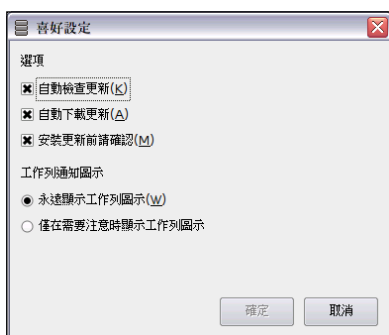 喜好設定
選項
自動檢查更新(K)
自動下載更新(A)
安裝更新前請確認(M)
工作列通知圖示
永遠顯示工作列圖示(W)
僅在需要注意時顯示工作列圖示
確定
取消